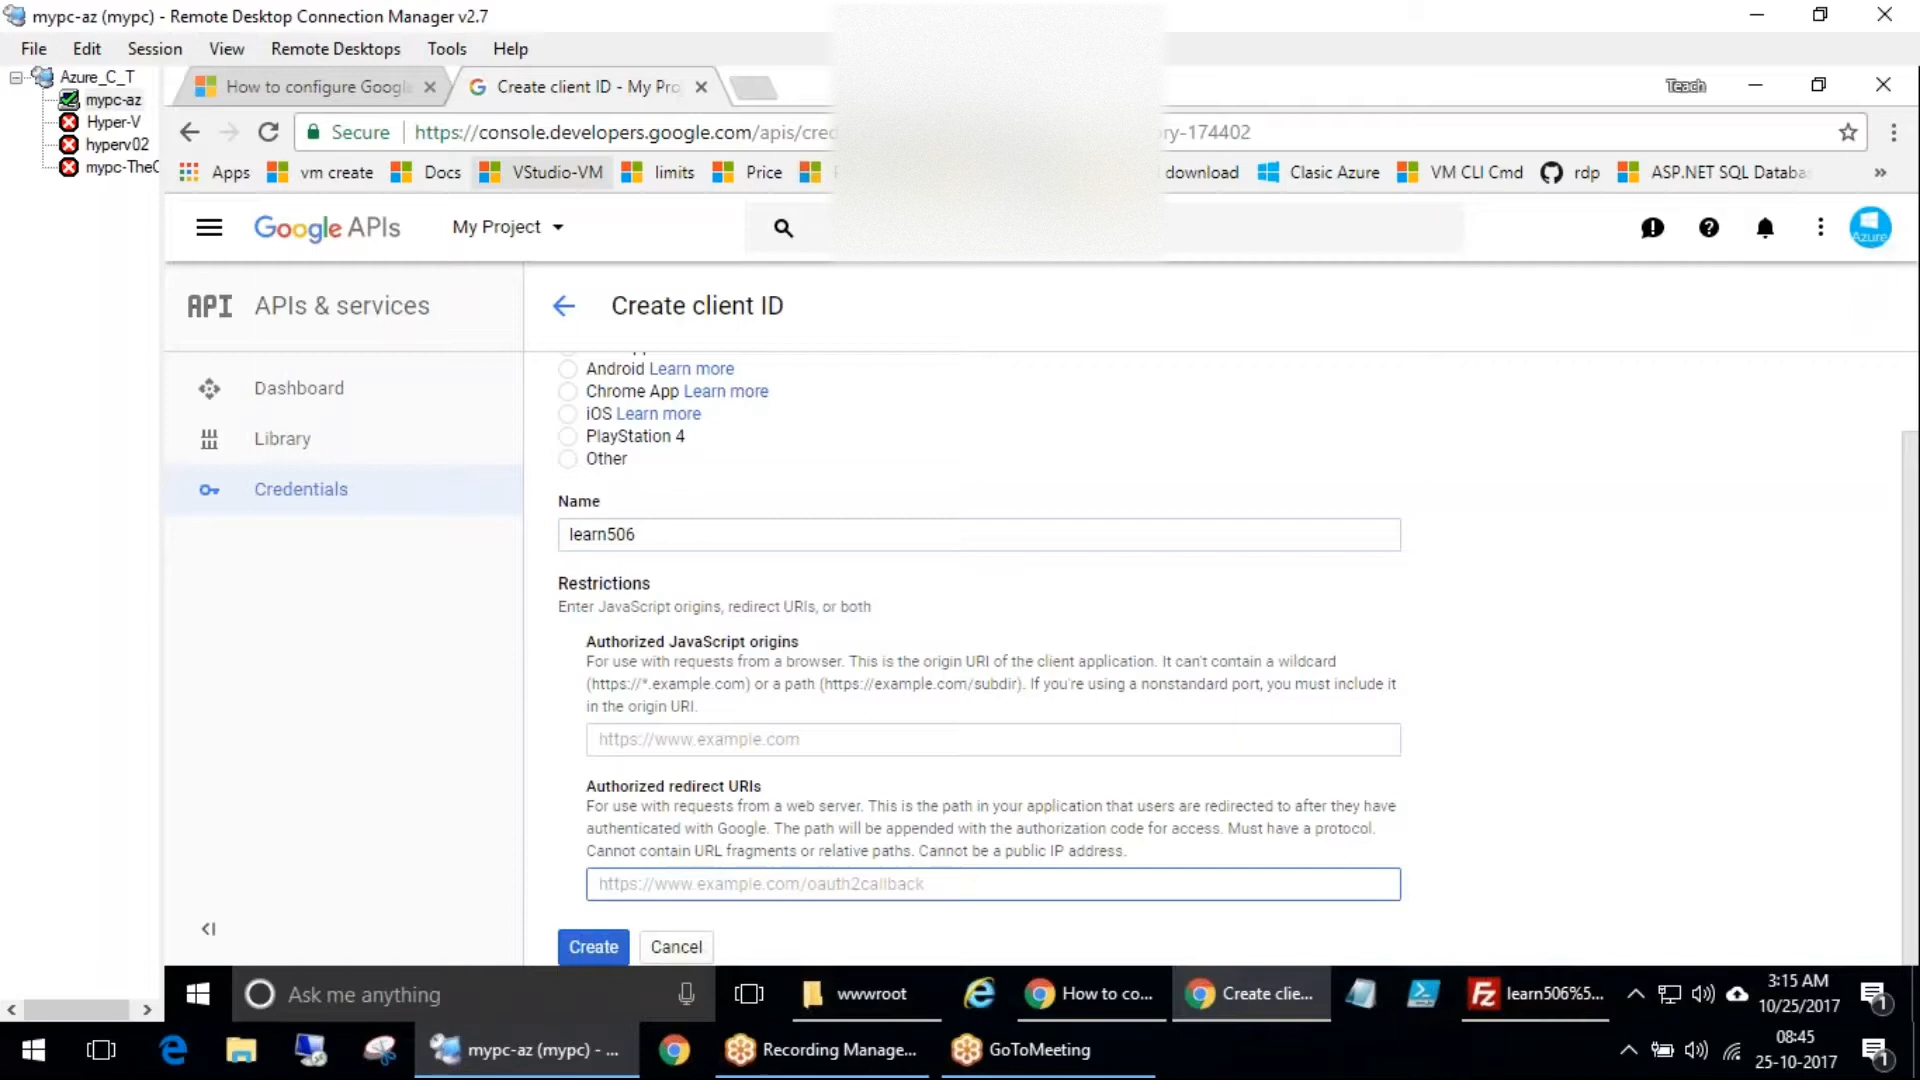 mypc-az (mypc) - Remote Desktop Connection Manager v2.7
File Edit Session View Remote Desktops Tools Help
Azure_C_T
mypc-az
Hyper-V
hyperv02
mypc-TheC
How to configure Googl
Create client ID - My Pro
Teach
Secure https://console.developers.google.com/apis/cred ry-174402
Apps vm create Docs VStudio-VM limits Price download Clasic Azure VM CLI Cmd rdp ASP.NET SQL Databa »
Google APIs My Project
Azure
API APIs & services
Create client ID
Dashboard
Library
Credentials
Android Learn more
Chrome App Learn more
iOS Learn more
PlayStation 4
Other
Name
learn506
Restrictions
Enter JavaScript origins, redirect URIs, or both
Authorized JavaScript origins
For use with requests from a browser. This is the origin URI of the client application. It can't contain a wildcard
(https://*.example.com) or a path (https://example.com/subdir). If you're using a nonstandard port, you must include it
in the origin URI.
https://www.example.com
Authorized redirect URIs
For use with requests from a web server. This is the path in your application that users are redirected to after they have
authenticated with Google. The path will be appended with the authorization code for access. Must have a protocol.
Cannot contain URL fragments or relative paths. Cannot be a public IP address.
https://www.example.com/oauth2callback
Create Cancel
Ask me anything wwwroot How to co... Create clie... learn506%5...
3:15 AM
10/25/2017
1
mypc-az (mypc) - ... Recording Manage... GoToMeeting
08:45
25-10-2017
1